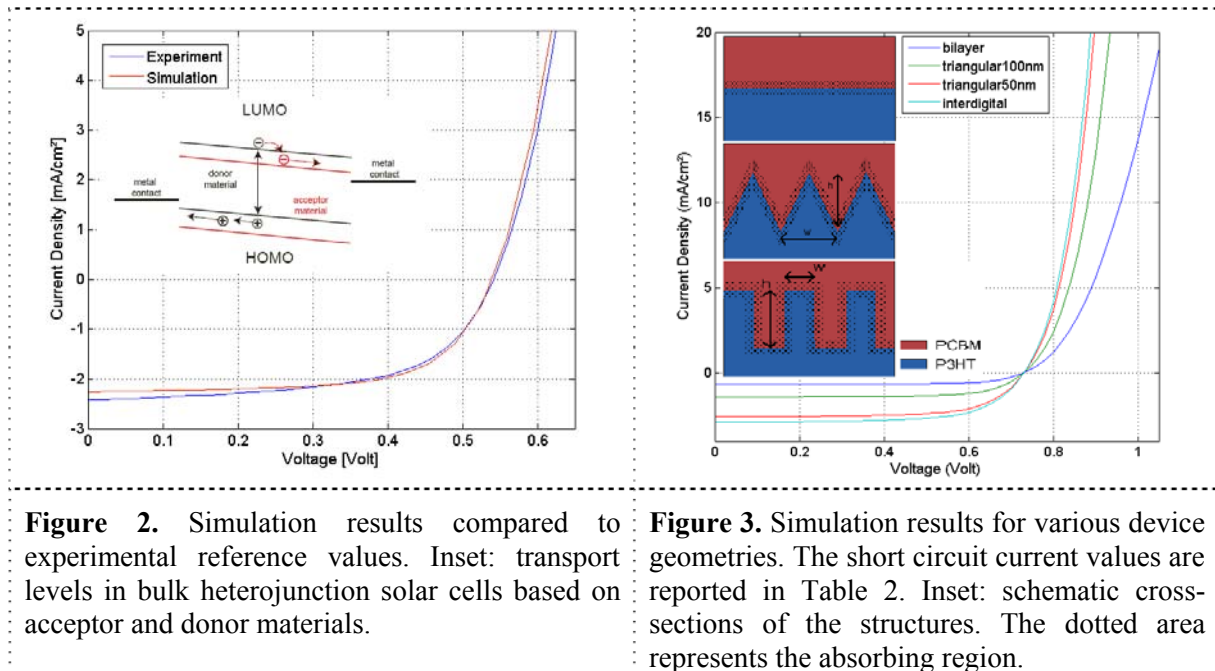 5
4
3
2
1
0
-1
-2
-3
0
0.1
0.2
0.3
0.4
0.5
0.6
Current Density [mA/cm²]
Voltage [Volt]
Experiment
Simulation
LUMO
metal
contact
donor
material
metal
contact
acceptor
material
HOMO
20
15
10
5
0
0
0.2
0.4
0.6
0.8
1
Current Density (mA/cm²)
Voltage (Volt)
bilayer
triangular100nm
triangular50nm
interdigital
h
w
h
w
PCBM
P3HT
Figure 2. Simulation results compared to
experimental reference values. Inset: transport
levels in bulk heterojunction solar cells based on
acceptor and donor materials.
Figure 3. Simulation results for various device
geometries. The short circuit current values are
reported in Table 2. Inset: schematic cross-
sections of the structures. The dotted area
represents the absorbing region.